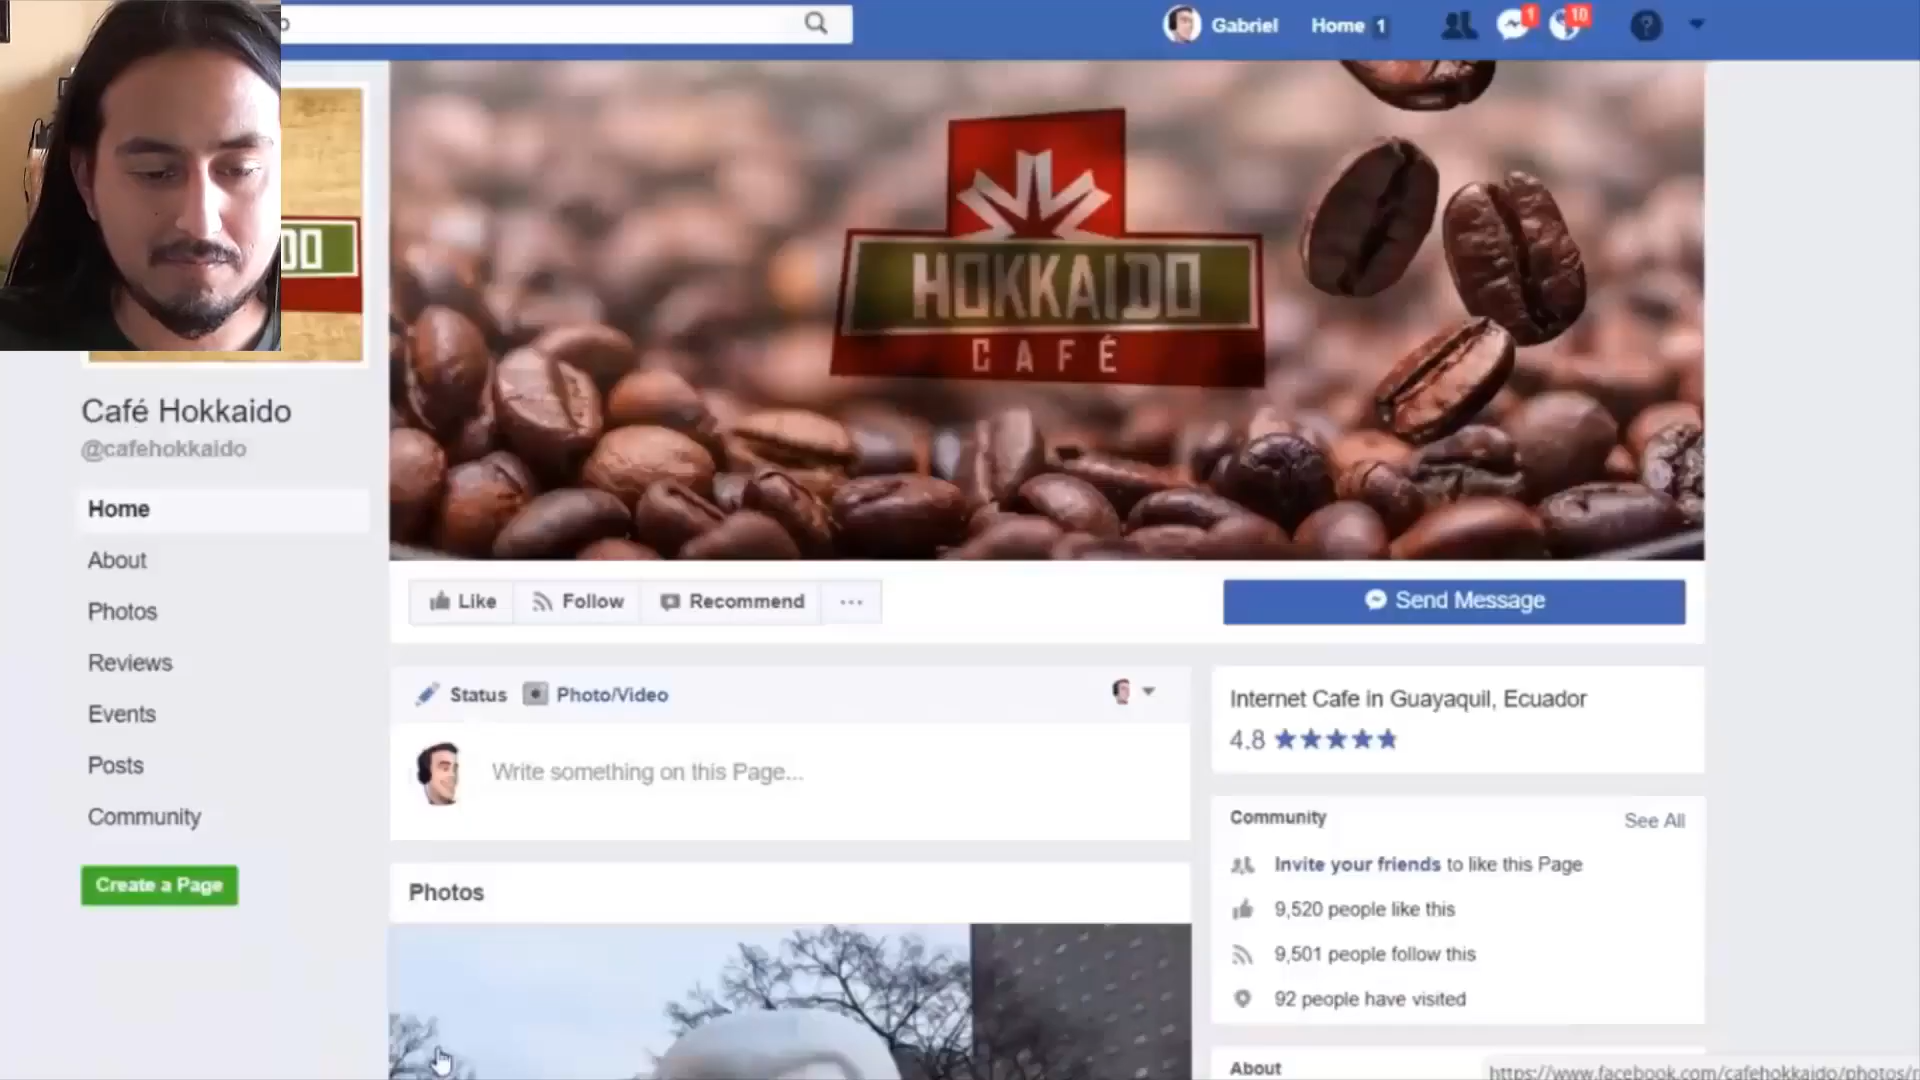 o
Gabriel
Home 1
1
10
?
HOKKAIDO
CAFÉ
DO
Café Hokkaido
@cafehokkaido
Home
About
Photos
Reviews
Events
Posts
Community
Create a Page
Like
Follow
Recommend
...
Send Message
Status
Photo/Video
Write something on this Page...
Photos
Internet Cafe in Guayaquil, Ecuador
4.8
Community
See All
Invite your friends to like this Page
9,520 people like this
9,501 people follow this
92 people have visited
About
https://www.facebook.com/cafehokkaido/photos/